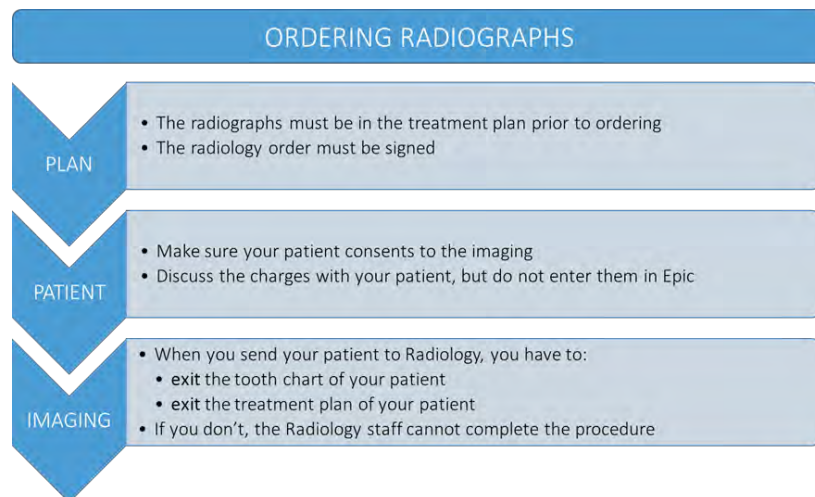 ORDERING RADIOGRAPHS
PLAN
• The radiographs must be in the treatment plan prior to ordering
• The radiology order must be signed
PATIENT
• Make sure your patient consents to the imaging
• Discuss the charges with your patient, but do not enter them in Epic
IMAGING
• When you send your patient to Radiology, you have to:
• exit the tooth chart of your patient
• exit the treatment plan of your patient
• If you don't, the Radiology staff cannot complete the procedure